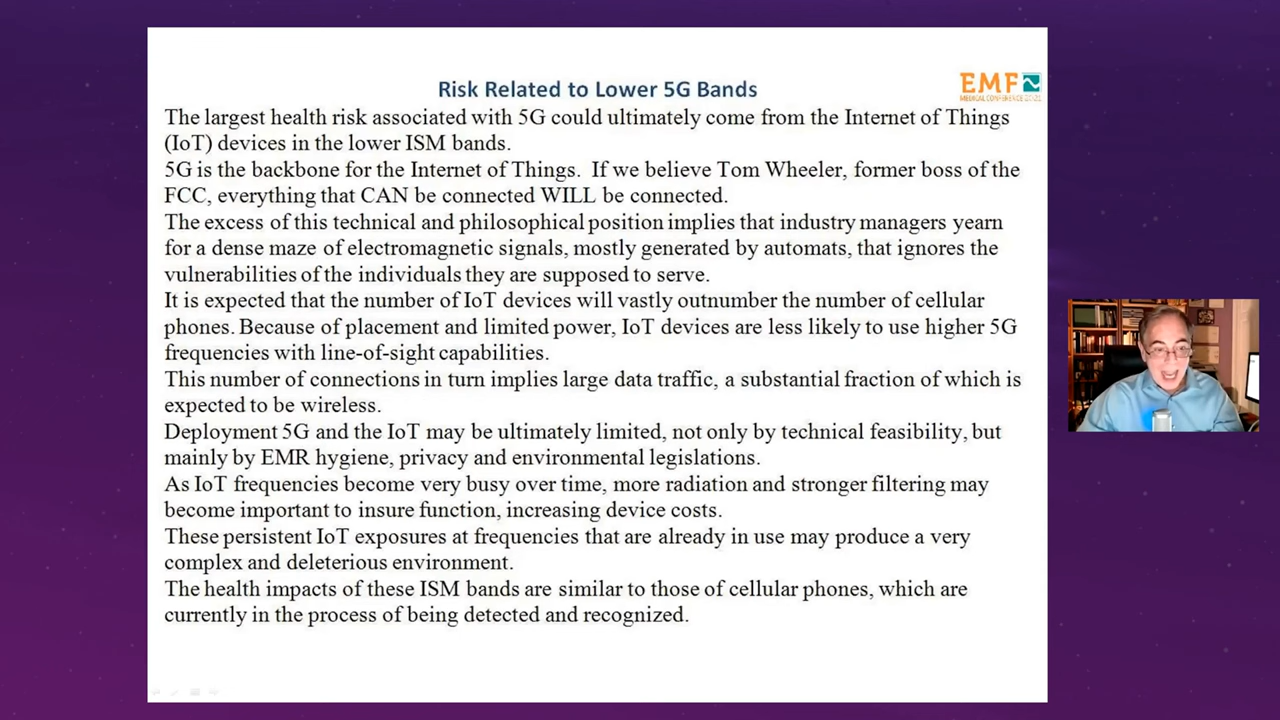 Risk Related to Lower 5G Bands
EMF
MEDICAL CONFERENCE 2021
The largest health risk associated with 5G could ultimately come from the Internet of Things
(IoT) devices in the lower ISM bands.
5G is the backbone for the Internet of Things.  If we believe Tom Wheeler, former boss of the
FCC, everything that CAN be connected WILL be connected.
The excess of this technical and philosophical position implies that industry managers yearn
for a dense maze of electromagnetic signals, mostly generated by automats, that ignores the
vulnerabilities of the individuals they are supposed to serve.
It is expected that the number of IoT devices will vastly outnumber the number of cellular
phones. Because of placement and limited power, IoT devices are less likely to use higher 5G
frequencies with line-of-sight capabilities.
This number of connections in turn implies large data traffic, a substantial fraction of which is
expected to be wireless.
Deployment 5G and the IoT may be ultimately limited, not only by technical feasibility, but
mainly by EMR hygiene, privacy and environmental legislations.
As IoT frequencies become very busy over time, more radiation and stronger filtering may
become important to insure function, increasing device costs.
These persistent IoT exposures at frequencies that are already in use may produce a very
complex and deleterious environment.
The health impacts of these ISM bands are similar to those of cellular phones, which are
currently in the process of being detected and recognized.